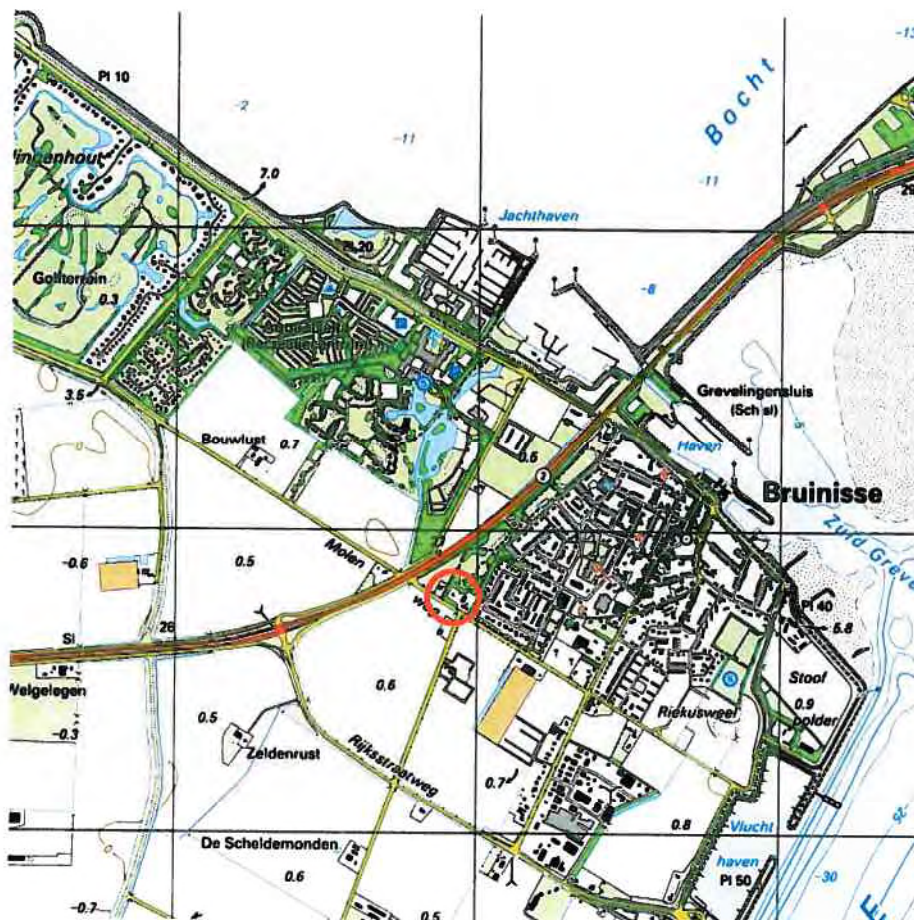 Pl 10
-13
-2
-11
Bocht
-11
7.0
Jachthaven
Pl 20
Golfterrein
0.3
-8
3.5
Grevelingensluis
(Sch sl)
Bouwlust
0.7
0.6
Haven
Bruinisse
Molen
weg
-0.6
0.5
Zuid Greve
Pl 40
5.8
Sl
28
Welgelegen
-0.3
0.5
0.6
Zeldenrust
Rijksstraatweg
Riekusweel
Stoof
0.9
polder
0.7
De Scheldemonden
0.6
0.8
Vlucht
haven
Pl 50
-30
-0.7
0.5